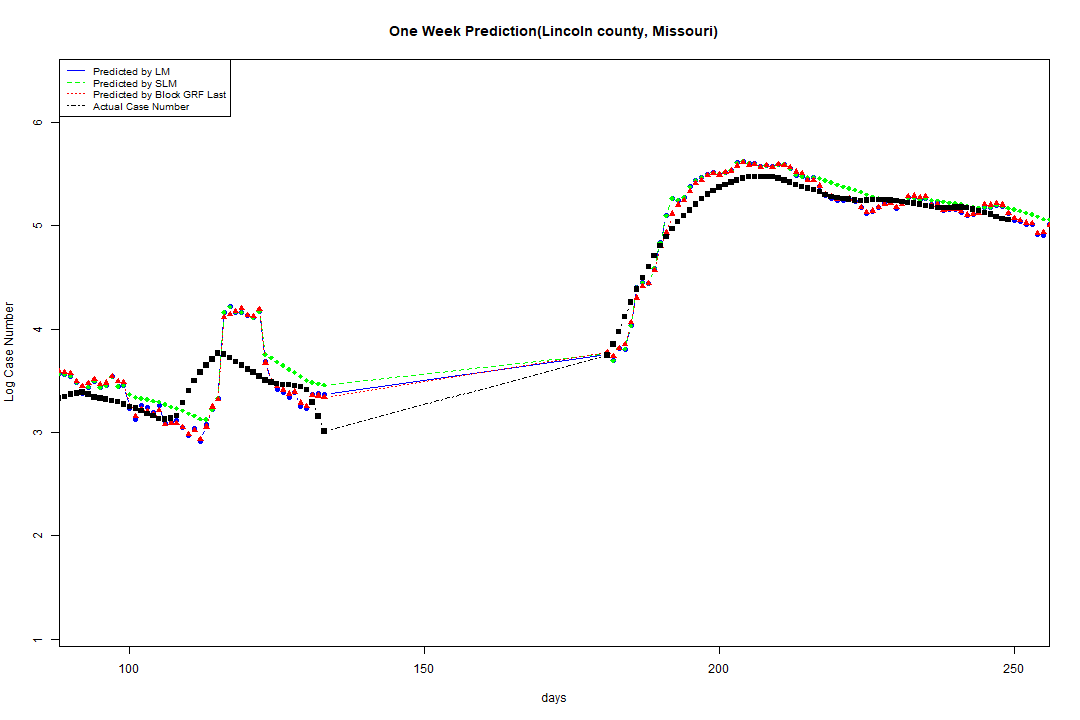 One Week Prediction(Lincoln county, Missouri)
Predicted by LM
Predicted by SLM
Predicted by Block GRF Last
Actual Case Number
6
5
4
3
2
1
Log Case Number
100 150 200 250
days